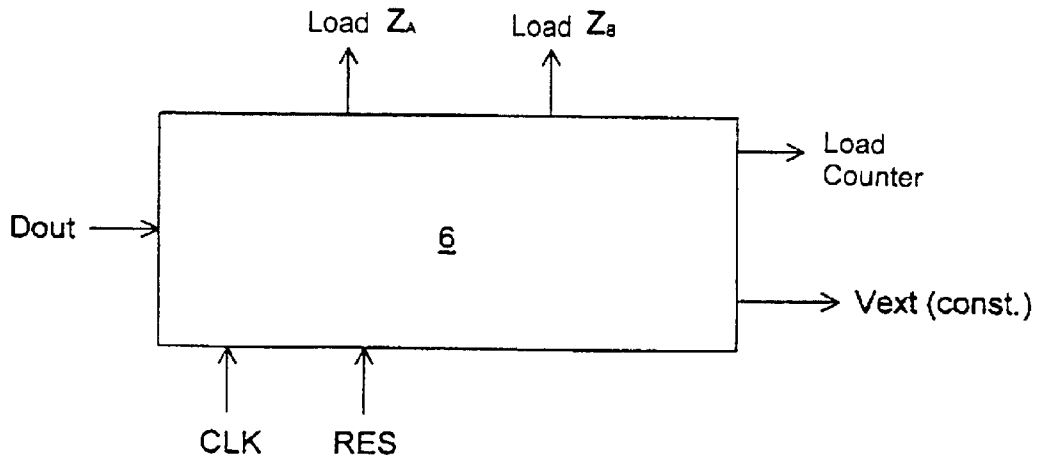 Load ZA
Load ZB
Load
Counter
Dout
6
Vext (const.)
CLK
RES